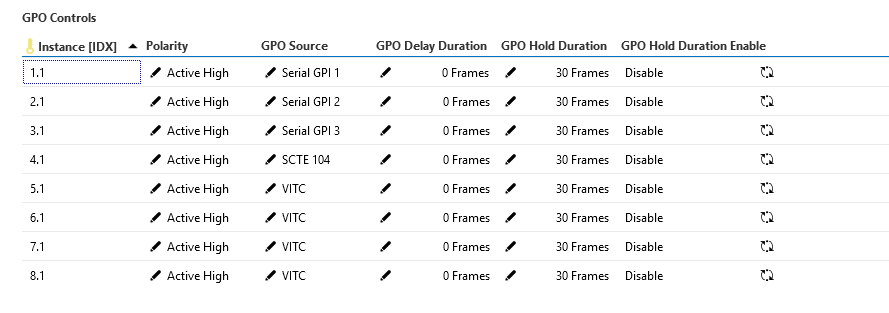 GPO Controls
Instance [IDX] Polarity GPO Source GPO Delay Duration GPO Hold Duration GPO Hold Duration Enable
1.1 Active High Serial GPI 1 0 Frames 30 Frames Disable
2.1 Active High Serial GPI 2 0 Frames 30 Frames Disable
3.1 Active High Serial GPI 3 0 Frames 30 Frames Disable
4.1 Active High SCTE 104 0 Frames 30 Frames Disable
5.1 Active High VITC 0 Frames 30 Frames Disable
6.1 Active High VITC 0 Frames 30 Frames Disable
7.1 Active High VITC 0 Frames 30 Frames Disable
8.1 Active High VITC 0 Frames 30 Frames Disable